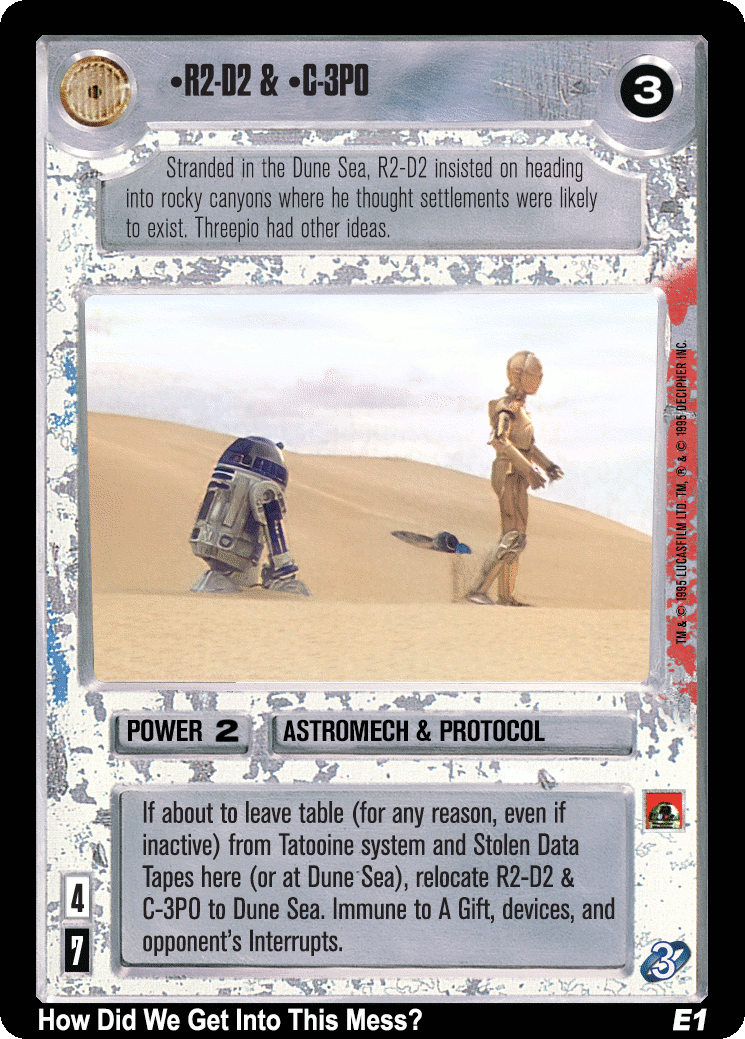 •R2-D2 & •C-3PO
3
Stranded in the Dune Sea, R2-D2 insisted on heading
into rocky canyons where he thought settlements were likely
to exist. Threepio had other ideas.
TM & © 1995 LUCASFILM LTD. TM, ® & © 1995 DECIPHER INC.
POWER 2
ASTROMECH & PROTOCOL
If about to leave table (for any reason, even if
inactive) from Tatooine system and Stolen Data
Tapes here (or at Dune Sea), relocate R2-D2 &
C-3PO to Dune Sea. Immune to A Gift, devices, and
opponent's Interrupts.
4
7
3
How Did We Get Into This Mess?
E1